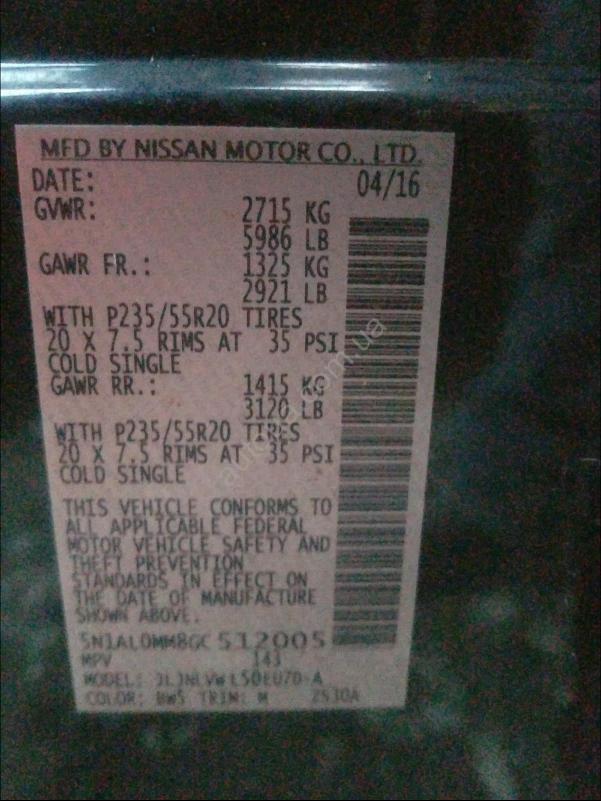 MFD BY NISSAN MOTOR CO., LTD.
DATE: 04/16
GVWR: 2715 KG
5986 LB
GAWR FR.: 1325 KG
2921 LB
WITH P235/55R20 TIRES
20 X 7.5 RIMS AT 35 PSI
COLD SINGLE
GAWR RR.: 1415 KG
3120 LB
WITH P235/55R20 TIRES
20 X 7.5 RIMS AT 35 PSI
COLD SINGLE
THIS VEHICLE CONFORMS TO
ALL APPLICABLE FEDERAL
MOTOR VEHICLE SAFETY AND
THEFT PREVENTION
STANDARDS IN EFFECT ON
THE DATE OF MANUFACTURE
SHOWN ABOVE.
5N1AL0MM8GC512005
MPV 143
MODEL:
COLOR: BW5 TRIM: M